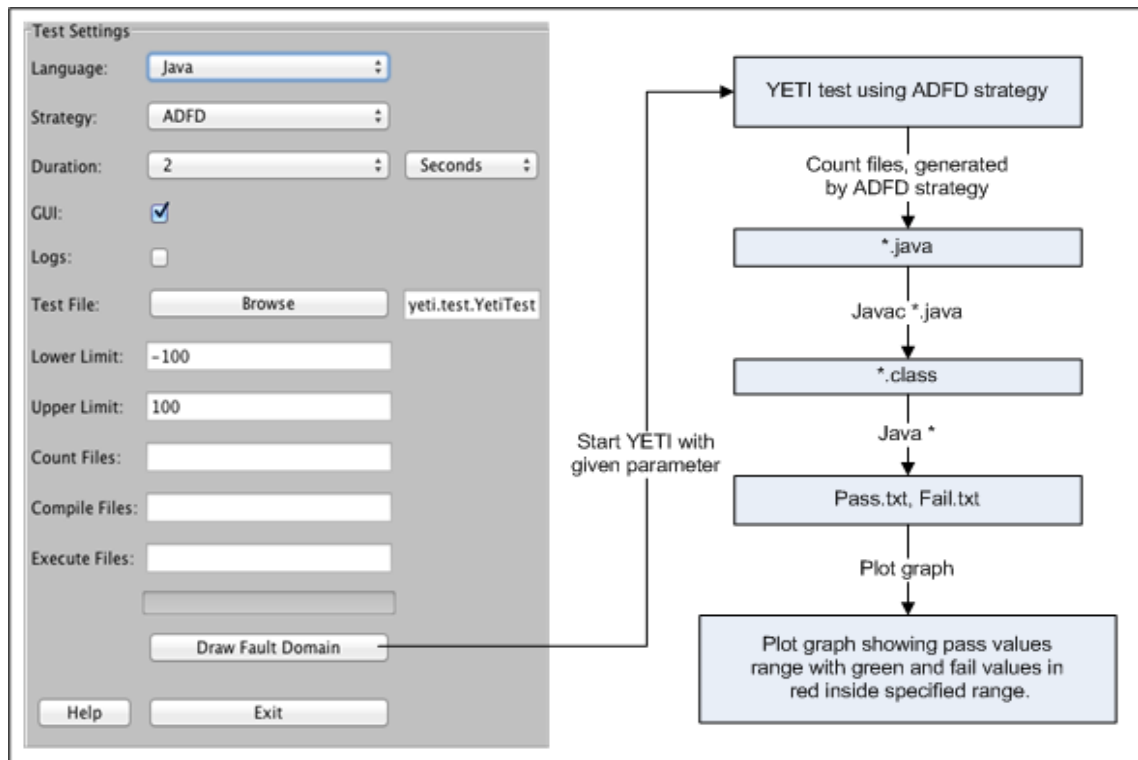 Test Settings
Language:
Java
Strategy:
ADFD
Duration:
2
Seconds
GUI:
Logs:
Test File:
Browse
yeti.test.YetiTest
Lower Limit:
-100
Upper Limit:
100
Count Files:
Compile Files:
Execute Files:
Draw Fault Domain
Help
Exit
Start YETI with
given parameter
YETI test using ADFD strategy
Count files, generated
by ADFD strategy
*.java
Javac *.java
*.class
Java *
Pass.txt, Fail.txt
Plot graph
Plot graph showing pass values
range with green and fail values in
red inside specified range.